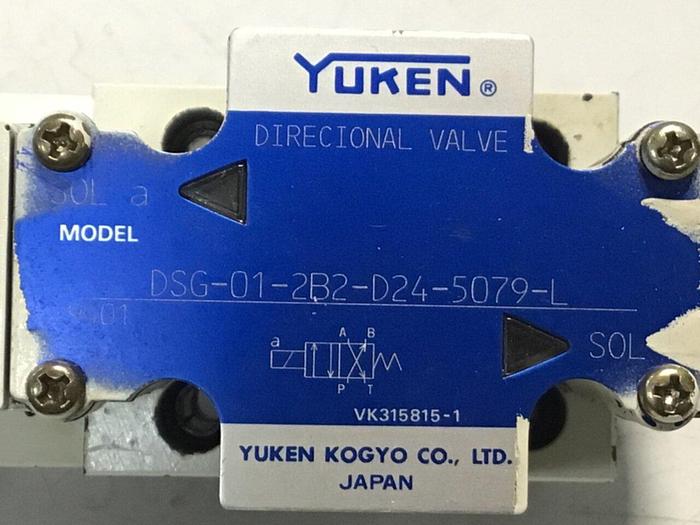 YUKEN®
DIRECIONAL VALVE
SOL a
MODEL
DSG-01-2B2-D24-5079-L
SOL
a A B
P T
VK315815-1
YUKEN KOGYO CO., LTD.
JAPAN